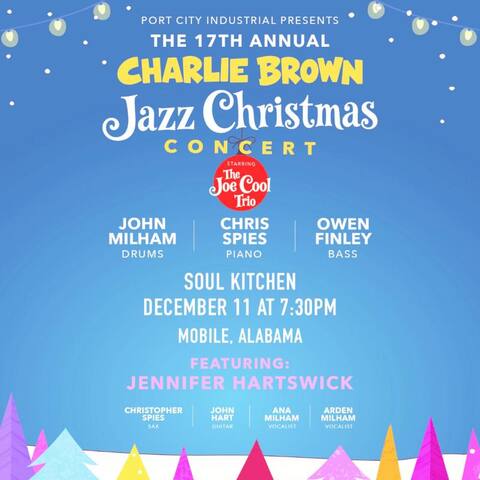 PORT CITY INDUSTRIAL PRESENTS
THE 17TH ANNUAL
CHARLIE BROWN
Jazz Christmas
CONCERT
STARRING
The
Joe Cool
Trio
JOHN
MILHAM
DRUMS
CHRIS
SPIES
PIANO
OWEN
FINLEY
BASS
SOUL KITCHEN
DECEMBER 11 AT 7:30PM
MOBILE, ALABAMA
FEATURING:
JENNIFER HARTSWICK
CHRISTOPHER
SPIES
SAX
JOHN
HART
GUITAR
ANA
MILHAM
VOCALIST
ARDEN
MILHAM
VOCALIST